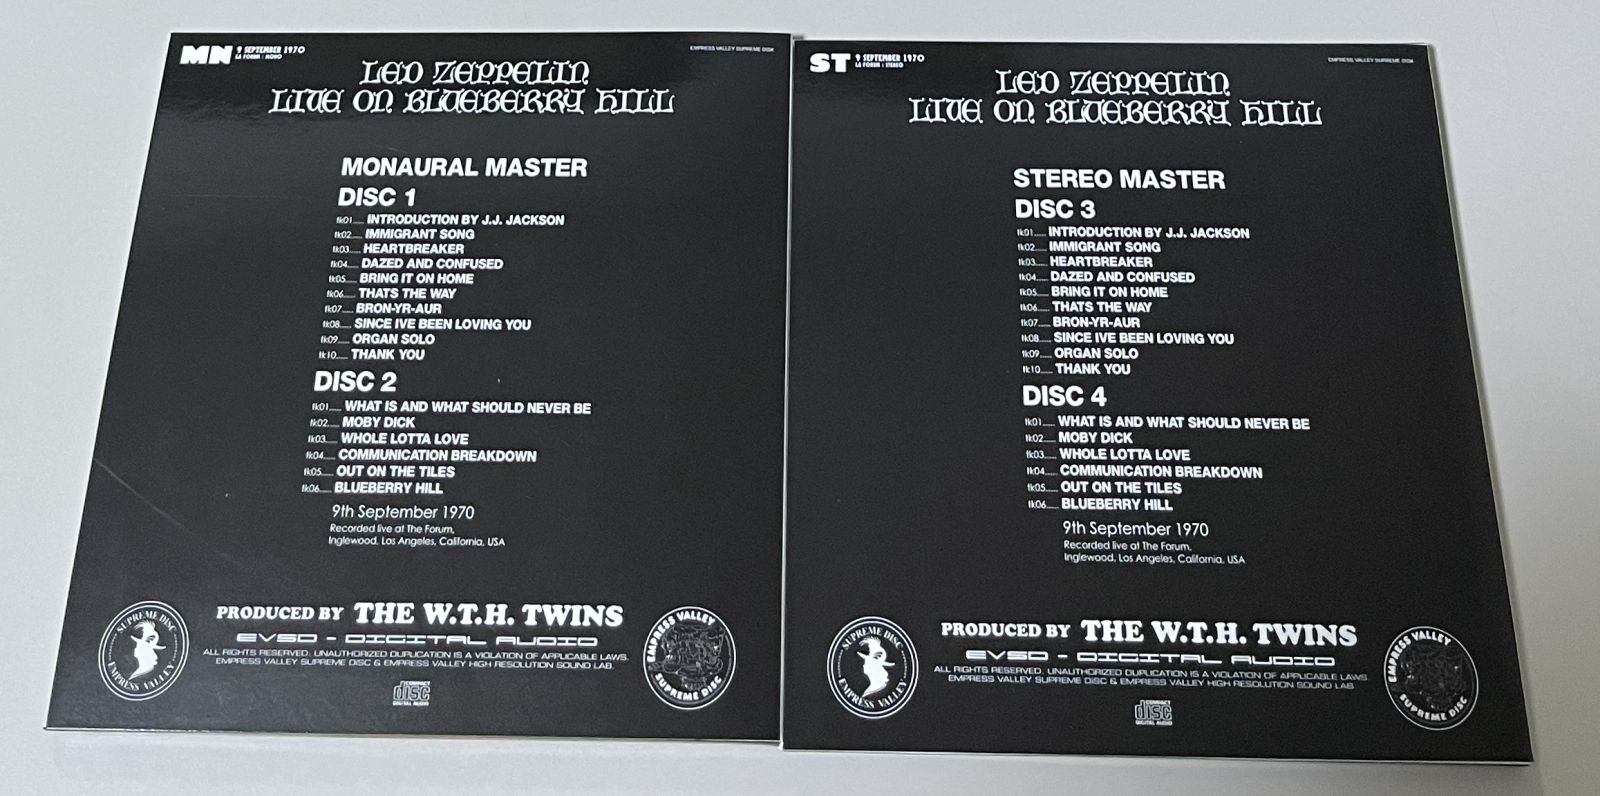 MN 9 SEPTEMBER 1970
LA FORUM : MONO
EMPRESS VALLEY SUPREME DISK
LED ZEPPELIN
LIVE ON BLUEBERRY HILL
MONAURAL MASTER
DISC 1
tk01...... INTRODUCTION BY J.J. JACKSON
tk02...... IMMIGRANT SONG
tk03...... HEARTBREAKER
tk04...... DAZED AND CONFUSED
tk05...... BRING IT ON HOME
tk06...... THATS THE WAY
tk07...... BRON-YR-AUR
tk08...... SINCE IVE BEEN LOVING YOU
tk09...... ORGAN SOLO
tk10...... THANK YOU
DISC 2
tk01...... WHAT IS AND WHAT SHOULD NEVER BE
tk02...... MOBY DICK
tk03...... WHOLE LOTTA LOVE
tk04...... COMMUNICATION BREAKDOWN
tk05...... OUT ON THE TILES
tk06...... BLUEBERRY HILL
9th September 1970
Recorded live at The Forum,
Inglewood, Los Angeles, California, USA
PRODUCED BY THE W.T.H. TWINS
EVSD - DIGITAL AUDIO
ALL RIGHTS RESERVED. UNAUTHORIZED DUPLICATION IS A VIOLATION OF APPLICABLE LAWS.
EMPRESS VALLEY SUPREME DISC & EMPRESS VALLEY HIGH RESOLUTION SOUND LAB.
SUPREME DISC
EMPRESS VALLEY
COMPACT
disc
DIGITAL AUDIO
EMPRESS VALLEY
SUPREME DISC
ST 9 SEPTEMBER 1970
LA FORUM : STEREO
EMPRESS VALLEY SUPREME DISK
LED ZEPPELIN
LIVE ON BLUEBERRY HILL
STEREO MASTER
DISC 3
tk01...... INTRODUCTION BY J.J. JACKSON
tk02...... IMMIGRANT SONG
tk03...... HEARTBREAKER
tk04...... DAZED AND CONFUSED
tk05...... BRING IT ON HOME
tk06...... THATS THE WAY
tk07...... BRON-YR-AUR
tk08...... SINCE IVE BEEN LOVING YOU
tk09...... ORGAN SOLO
tk10...... THANK YOU
DISC 4
tk01...... WHAT IS AND WHAT SHOULD NEVER BE
tk02...... MOBY DICK
tk03...... WHOLE LOTTA LOVE
tk04...... COMMUNICATION BREAKDOWN
tk05...... OUT ON THE TILES
tk06...... BLUEBERRY HILL
9th September 1970
Recorded live at The Forum,
Inglewood, Los Angeles, California, USA
PRODUCED BY THE W.T.H. TWINS
EVSD - DIGITAL AUDIO
ALL RIGHTS RESERVED. UNAUTHORIZED DUPLICATION IS A VIOLATION OF APPLICABLE LAWS.
EMPRESS VALLEY SUPREME DISC & EMPRESS VALLEY HIGH RESOLUTION SOUND LAB.
SUPREME DISC
EMPRESS VALLEY
COMPACT
disc
DIGITAL AUDIO
EMPRESS VALLEY
SUPREME DISC